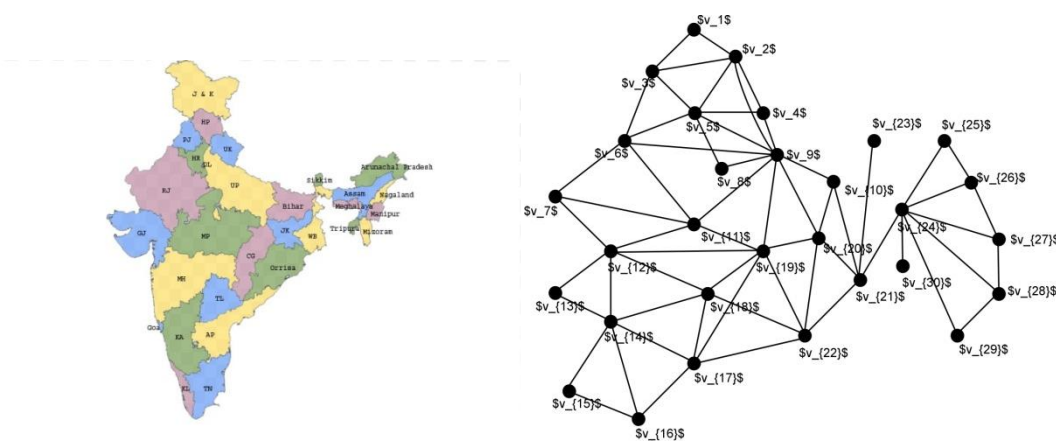 J & K
HP
PJ
UK
HR
DL
RJ
UP
Sikkim
Arunachal Pradesh
Assam
Nagaland
Bihar
Meghalaya
Manipur
GJ
MP
JK
WB
Tripura
Mizoram
CG
Orrisa
MH
TL
Goa
KA
AP
KL
TN
$v_1$
$v_2$
$v_3$
$v_4$
$v_5$
$v_{23}$
$v_{25}$
$v_6$
$v_9$
$v_8$
$v_{10}$
$v_{26}$
$v_7$
$v_{24}$
$v_{11}$
$v_{20}$
$v_{27}$
$v_{12}$
$v_{19}$
$v_{30}$
$v_{21}$
$v_{28}$
$v_{13}$
$v_{18}$
$v_{14}$
$v_{22}$
$v_{29}$
$v_{17}$
$v_{15}$
$v_{16}$